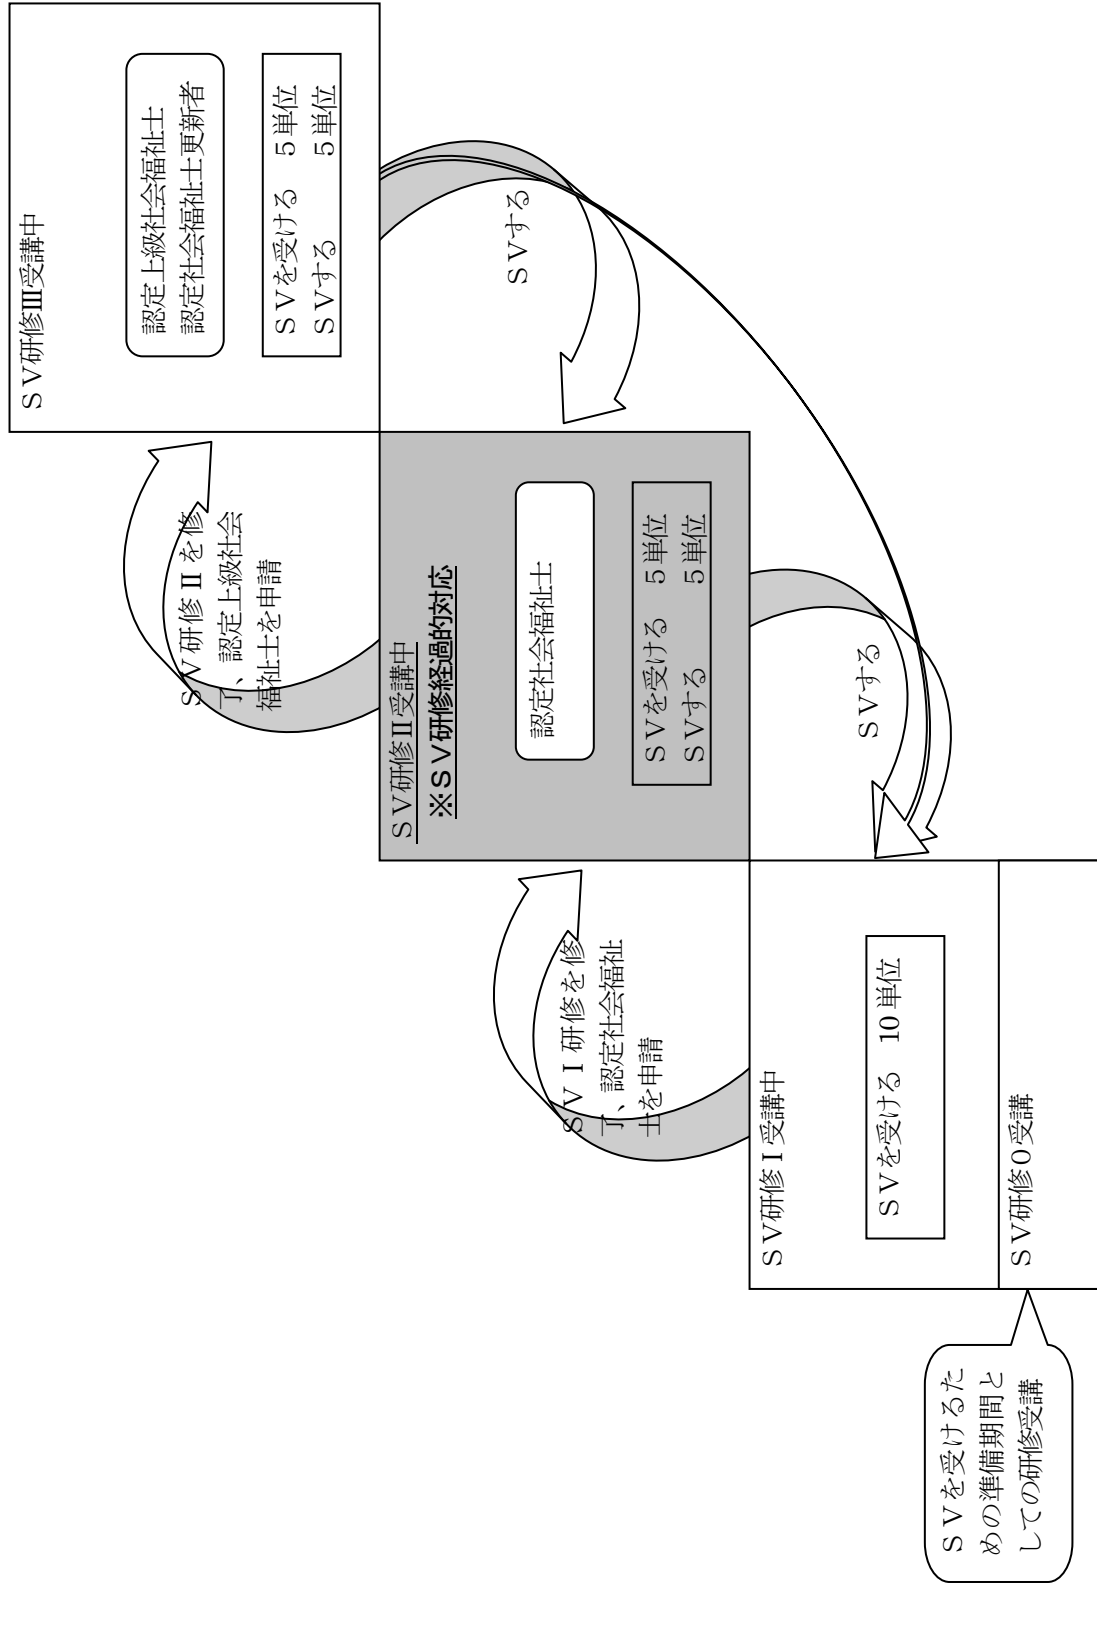 ＳＶ研修Ⅲ受講中
認定上級社会福祉士
認定社会福祉士更新者
ＳＶを受ける　５単位
ＳＶする　５単位
ＳＶ研修Ⅱを修
了、認定上級社会
福祉士を申請
ＳＶする
ＳＶ研修Ⅱ受講中
※ＳＶ研修経過的対応
認定社会福祉士
ＳＶを受ける　５単位
ＳＶする　５単位
ＳＶⅠ研修を修
了、認定社会福祉
士を申請
ＳＶする
ＳＶ研修Ⅰ受講中
ＳＶを受ける　10 単位
ＳＶ研修０受講
ＳＶを受けるた
めの準備期間と
しての研修受講